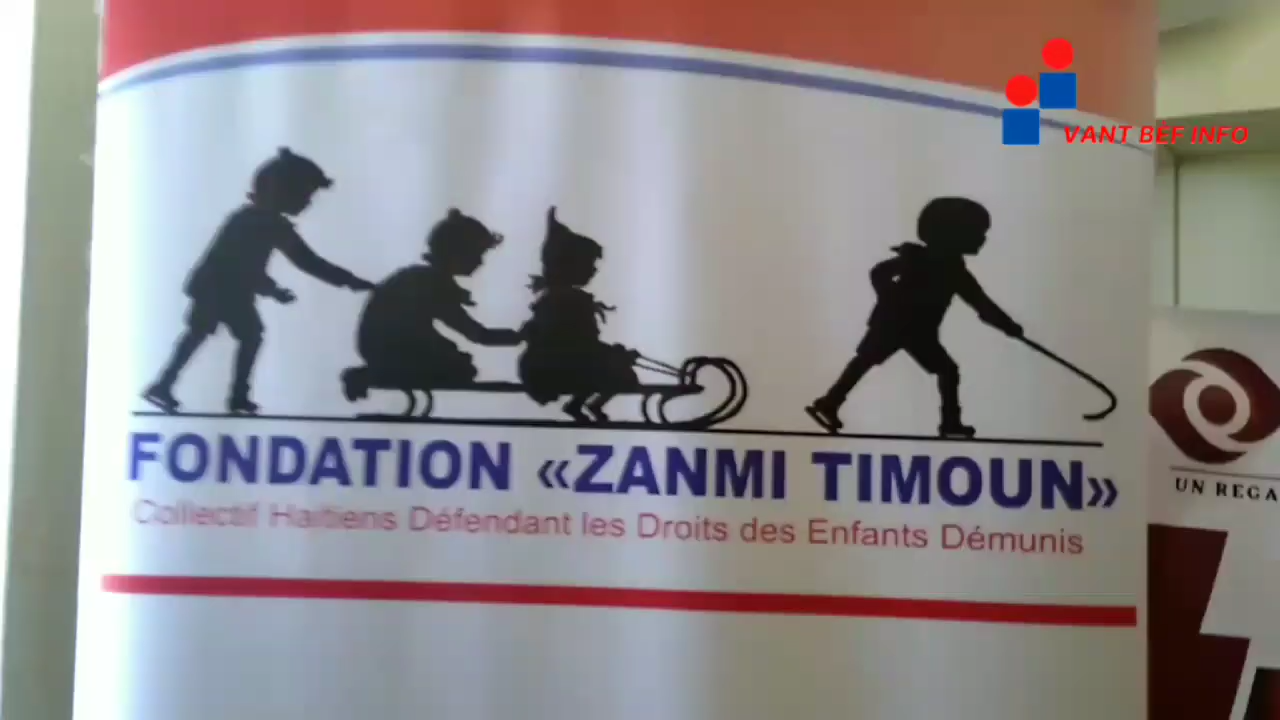 VANT BÈF INFO
FONDATION «ZANMI TIMOUN»
Collectif Haïtiens Défendant les Droits des Enfants Démunis
UN REGA